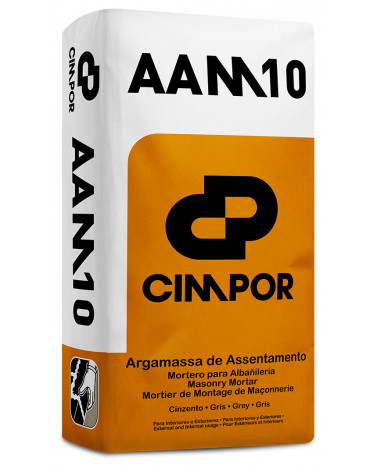 AAM10
CIMPOR
Argamassa de Assentamento
Mortero para Albañilería
Masonry Mortar
Mortier de Montage de Maçonnerie
Cinzento • Gris • Grey • Gris
Para Interiores e Exteriores • Para Interiores y Exteriores •
External and Internal usage • Pour Extérieurs et Intérieurs
CIMPOR
AAM10